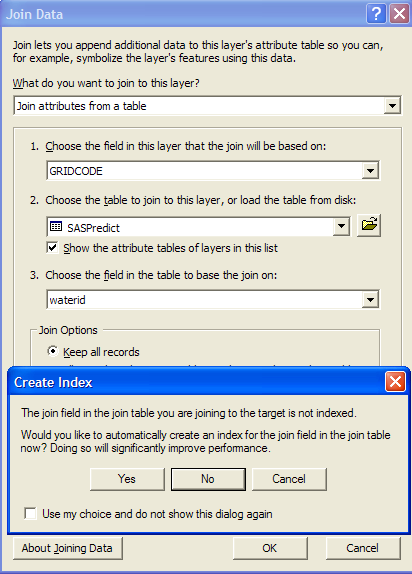 Join Data
Join lets you append additional data to this layer's attribute table so you can,
for example, symbolize the layer's features using this data.
What do you want to join to this layer?
Join attributes from a table
1. Choose the field in this layer that the join will be based on:
GRIDCODE
2. Choose the table to join to this layer, or load the table from disk:
SASPredict
Show the attribute tables of layers in this list
3. Choose the field in the table to base the join on:
waterid
Join Options
Keep all records
Create Index
The join field in the join table you are joining to the target is not indexed.
Would you like to automatically create an index for the join field in the join table
now? Doing so will significantly improve performance.
Yes No Cancel
Use my choice and do not show this dialog again
About Joining Data OK Cancel